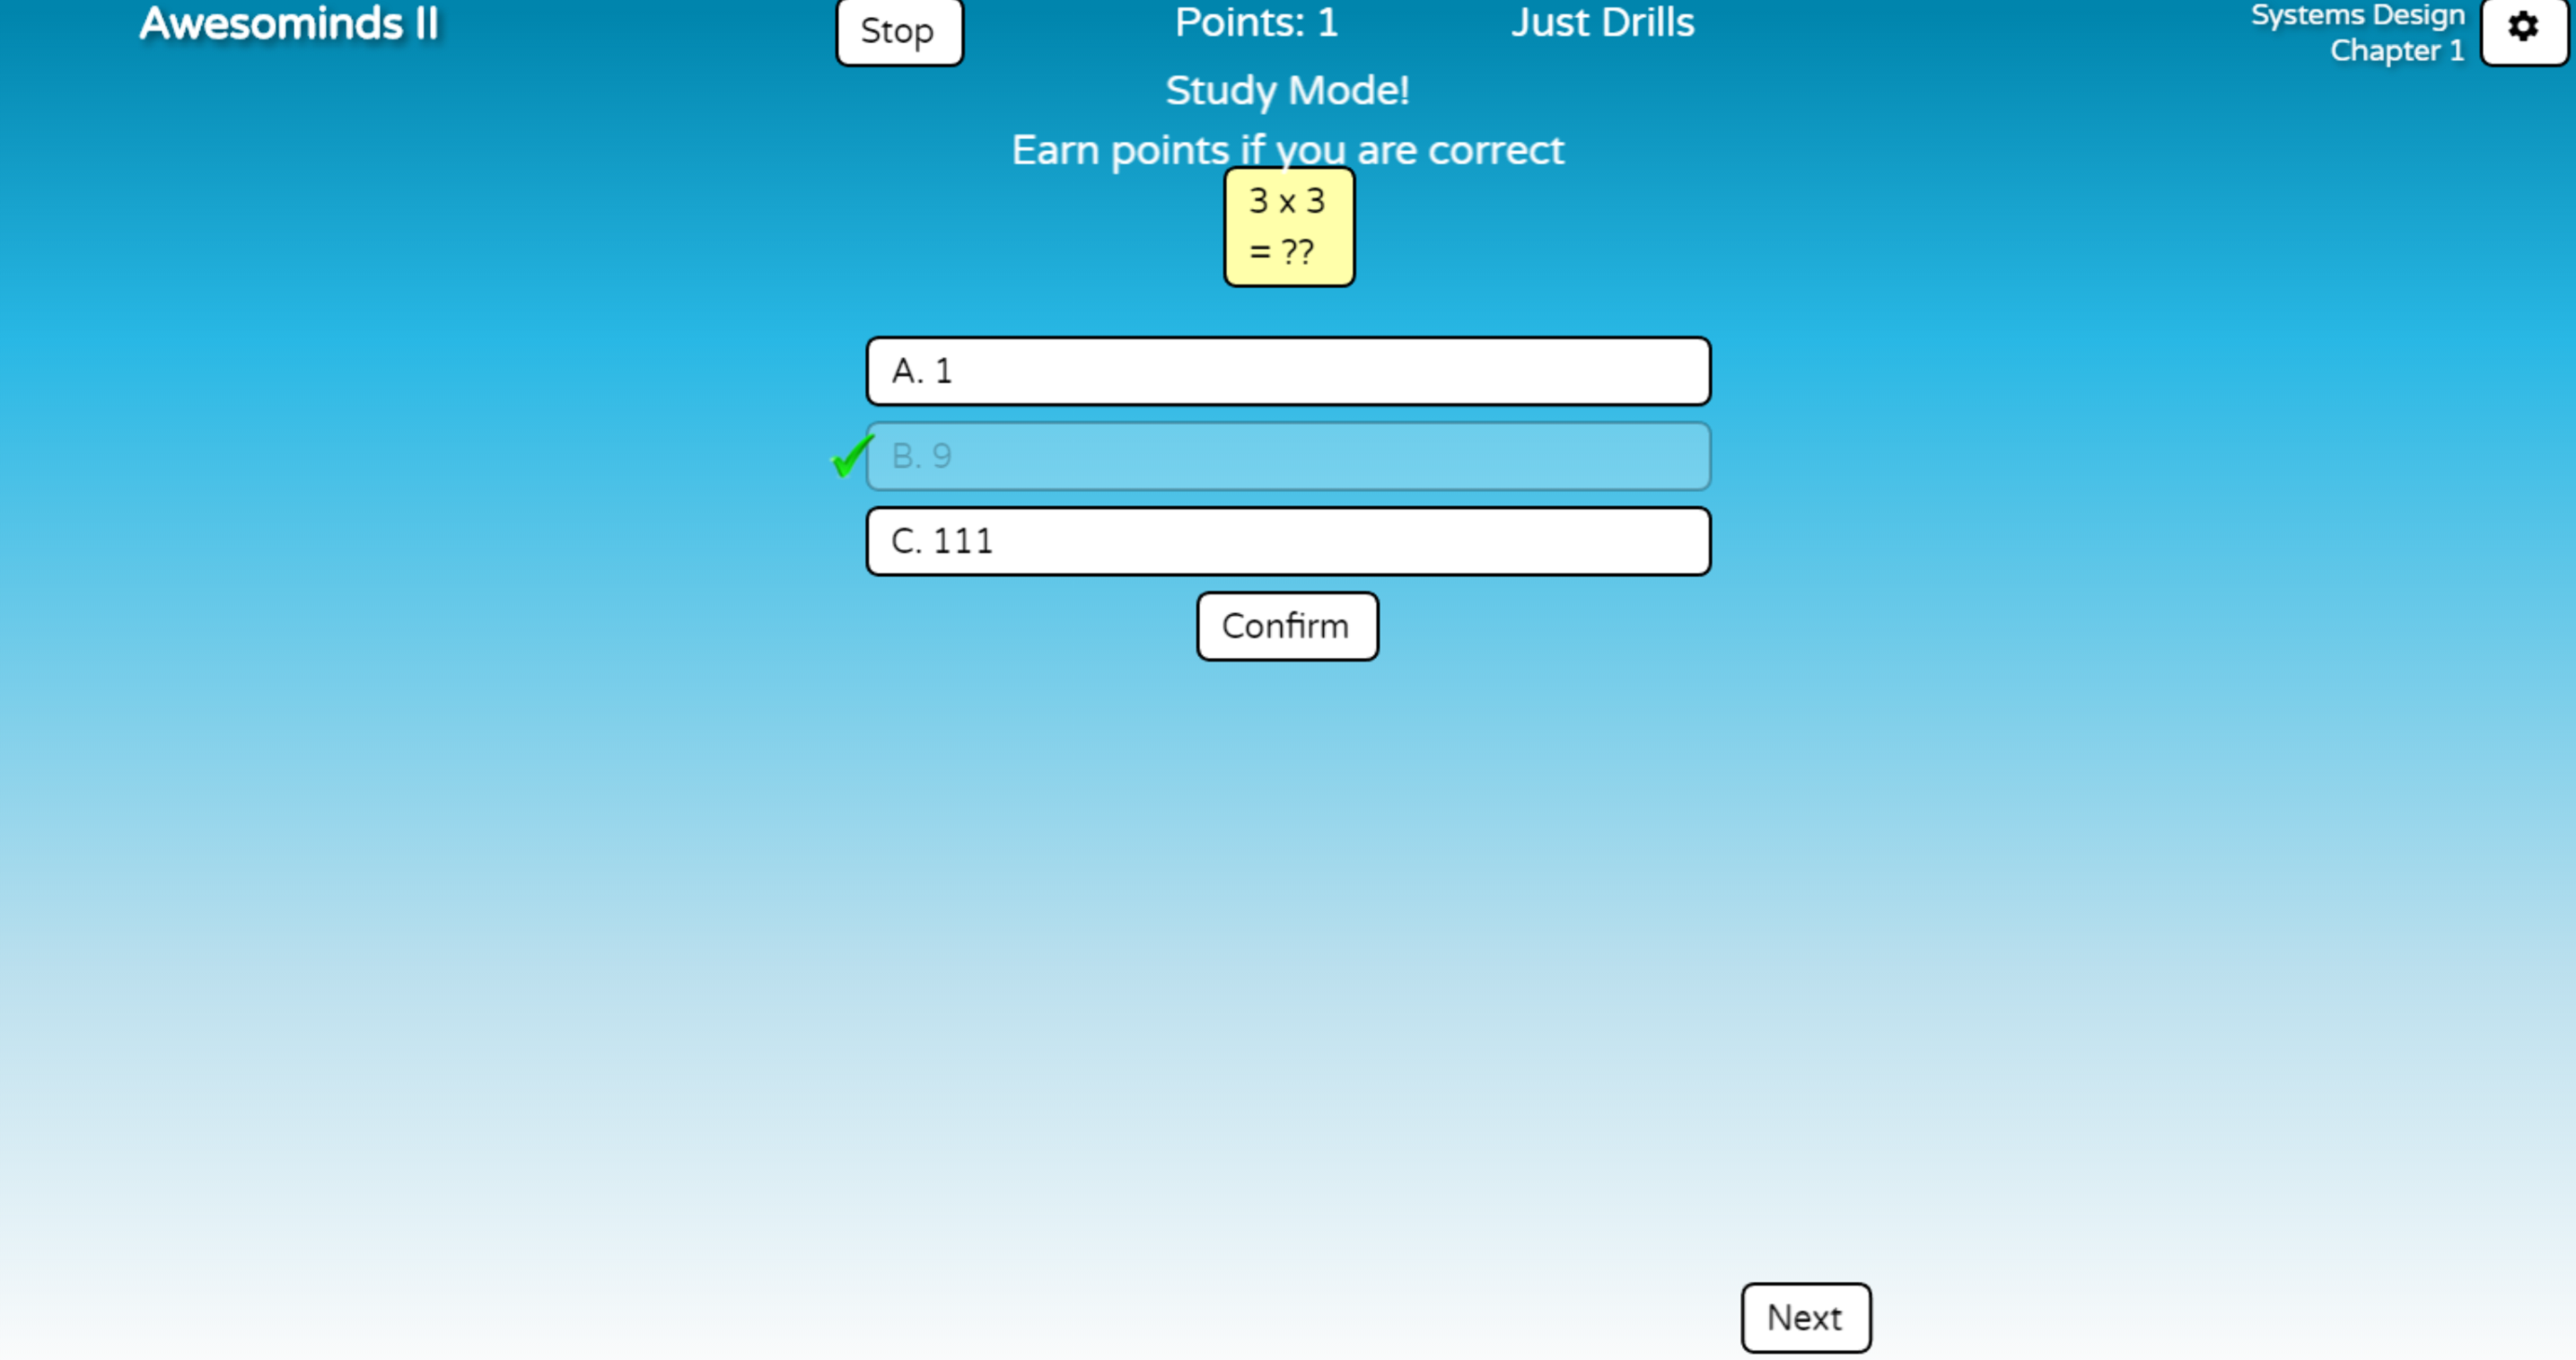 Awesominds II
Stop
Points: 1
Just Drills
Systems Design
Chapter 1
Study Mode!
Earn points if you are correct
3 x 3
= ??
A. 1
B. 9
C. 111
Confirm
Next